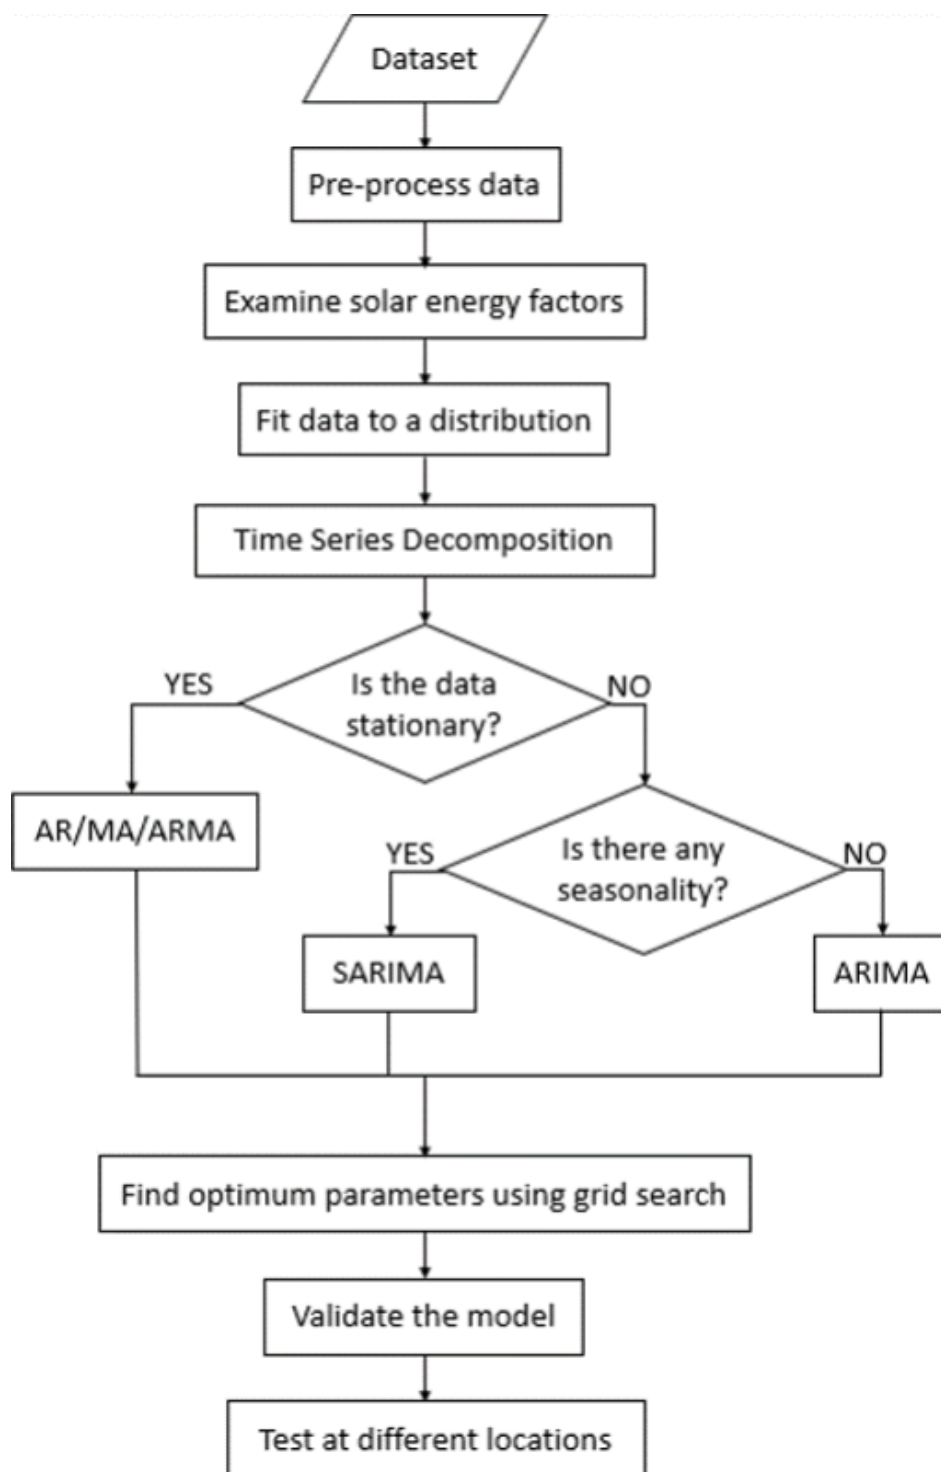 Dataset
Pre-process data
Examine solar energy factors
Fit data to a distribution
Time Series Decomposition
Is the data
stationary?
YES
NO
AR/MA/ARMA
Is there any
seasonality?
YES
NO
SARIMA
ARIMA
Find optimum parameters using grid search
Validate the model
Test at different locations